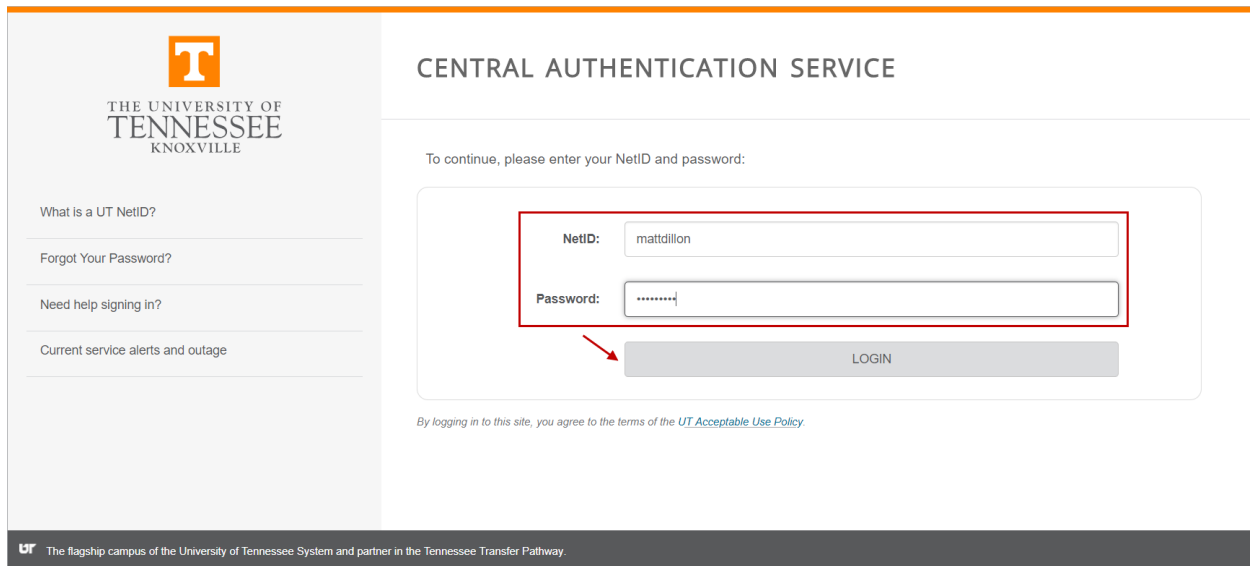 T
THE UNIVERSITY OF
TENNESSEE
KNOXVILLE
What is a UT NetID?
Forgot Your Password?
Need help signing in?
Current service alerts and outage
CENTRAL AUTHENTICATION SERVICE
To continue, please enter your NetID and password:
NetID: mattdillon
Password: •••••••••
LOGIN
By logging in to this site, you agree to the terms of the UT Acceptable Use Policy.
UT The flagship campus of the University of Tennessee System and partner in the Tennessee Transfer Pathway.